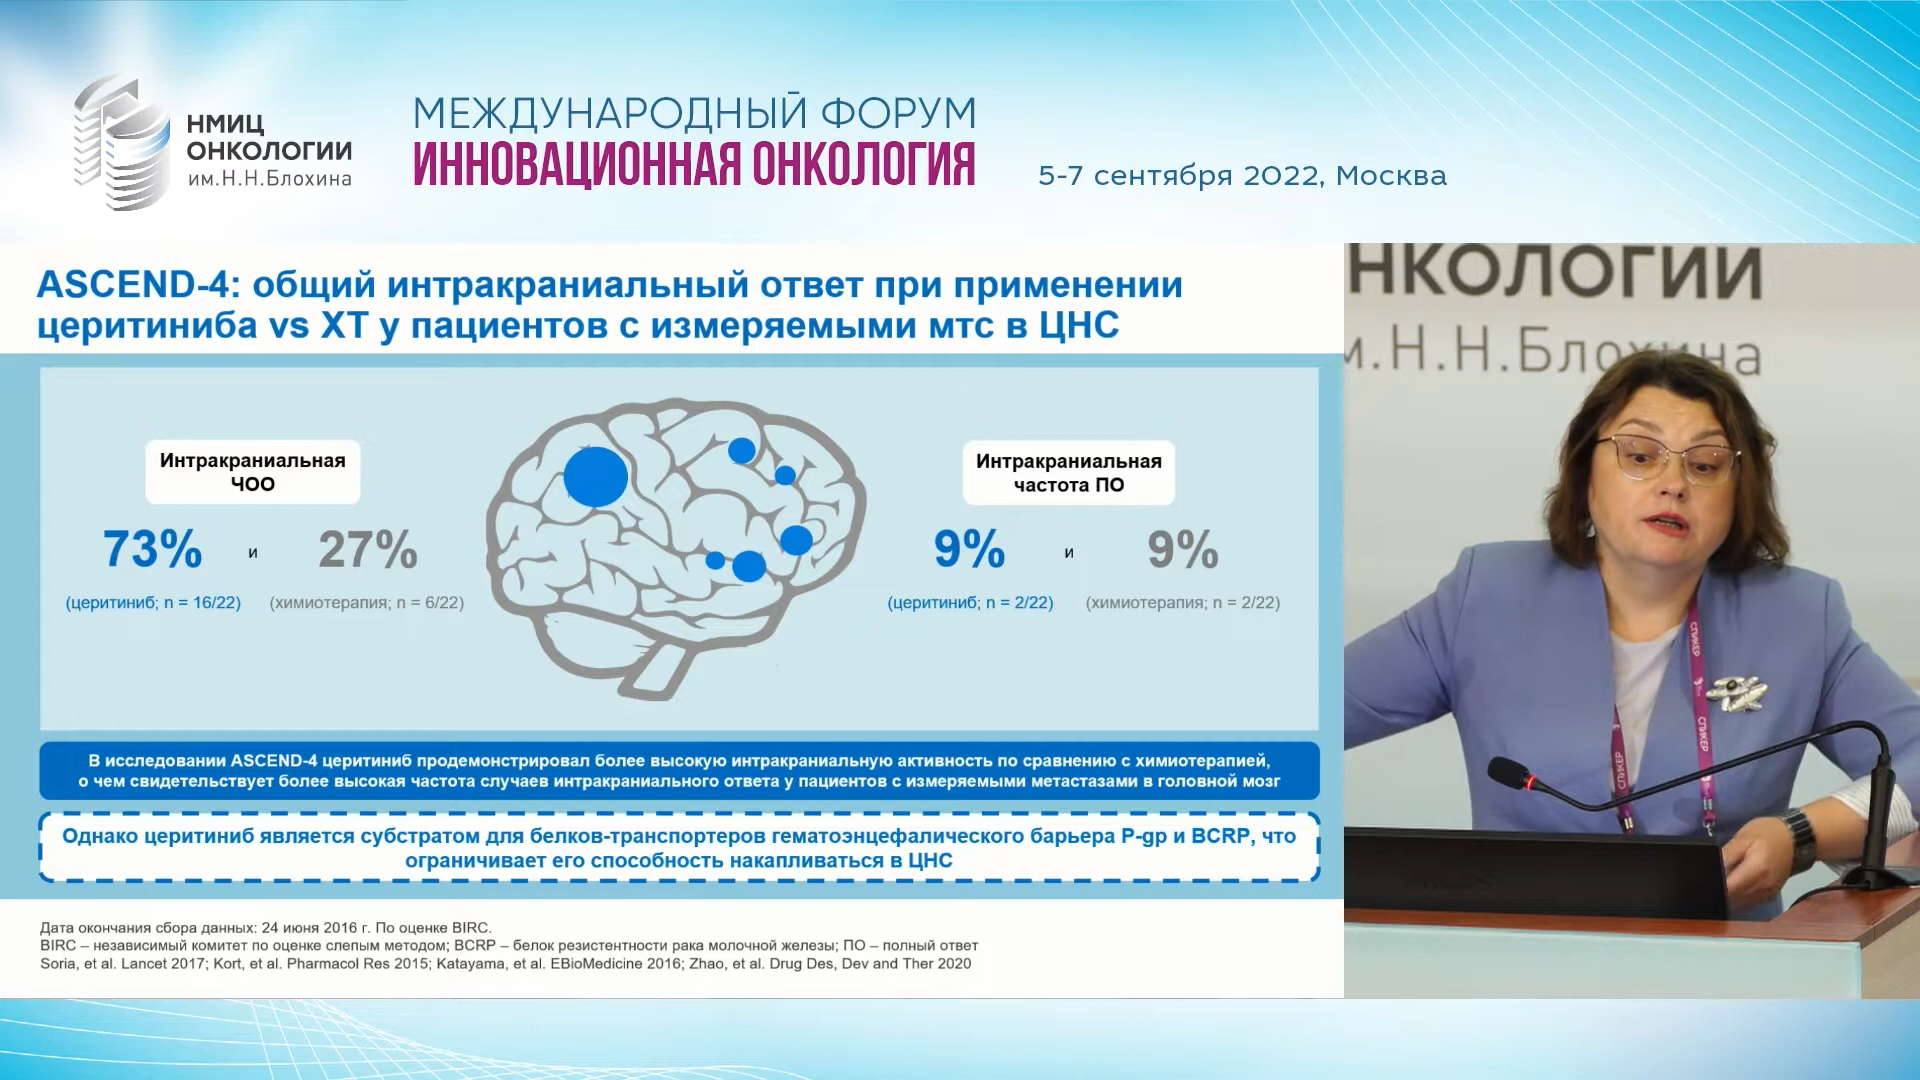 НМИЦ
ОНКОЛОГИИ
им.Н.Н.Блохина
МЕЖДУНАРОДНЫЙ ФОРУМ
ИННОВАЦИОННАЯ ОНКОЛОГИЯ
5-7 сентября 2022, Москва
ASCEND-4: общий интракраниальный ответ при применении
церитиниба vs ХТ у пациентов с измеряемыми мтс в ЦНС
Интракраниальная
ЧОО
73% и 27%
(церитиниб; n = 16/22) (химиотерапия; n = 6/22)
Интракраниальная
частота ПО
9% и 9%
(церитиниб; n = 2/22) (химиотерапия; n = 2/22)
В исследовании ASCEND-4 церитиниб продемонстрировал более высокую интракраниальную активность по сравнению с химиотерапией,
о чем свидетельствует более высокая частота случаев интракраниального ответа у пациентов с измеряемыми метастазами в головной мозг
Однако церитиниб является субстратом для белков-транспортеров гематоэнцефалического барьера P-gp и BCRP, что
ограничивает его способность накапливаться в ЦНС
Дата окончания сбора данных: 24 июня 2016 г. По оценке BIRC.
BIRC – независимый комитет по оценке слепым методом; BCRP – белок резистентности рака молочной железы; ПО – полный ответ
Soria, et al. Lancet 2017; Kort, et al. Pharmacol Res 2015; Katayama, et al. EBioMedicine 2016; Zhao, et al. Drug Des, Dev and Ther 2020
НКОЛОГИИ
м.Н.Н.Блохина
СПИКЕР
СПИКЕР
СПИКЕР